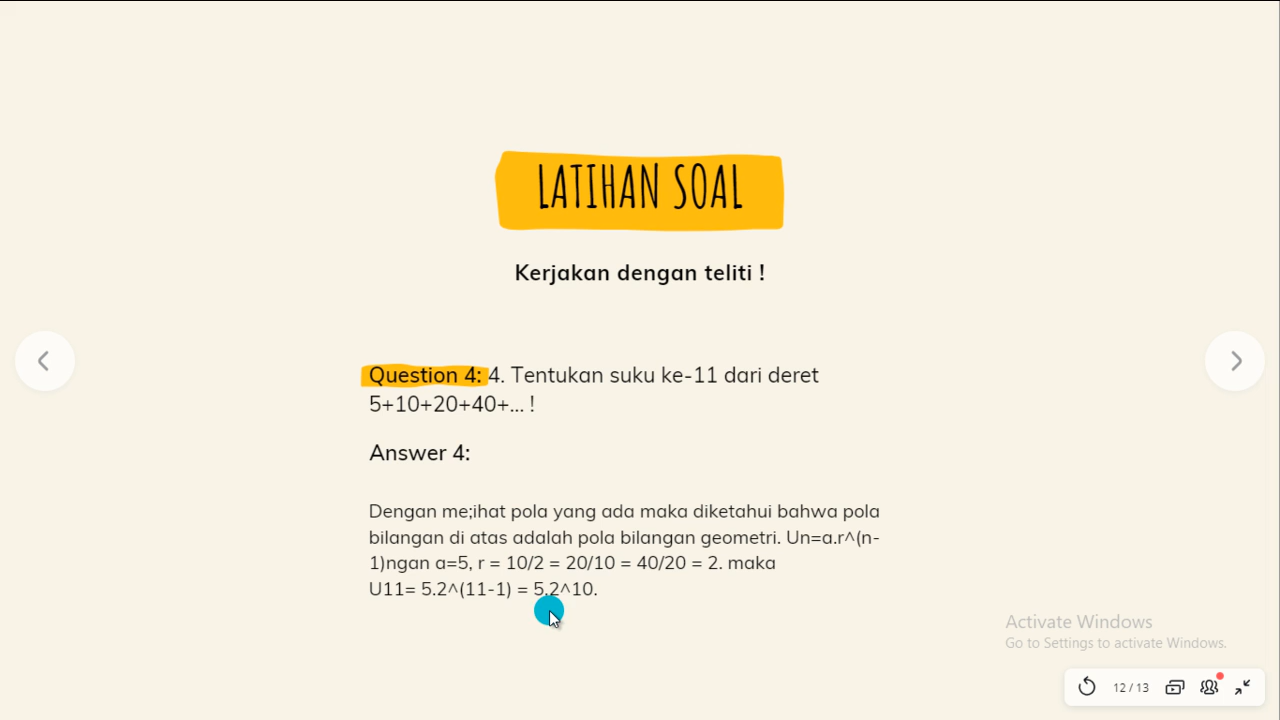 LATIHAN SOAL
Kerjakan dengan teliti !
Question 4: 4. Tentukan suku ke-11 dari deret
5+10+20+40+... !
Answer 4:
Dengan me;ihat pola yang ada maka diketahui bahwa pola
bilangan di atas adalah pola bilangan geometri. Un=a.r^(n-
1)ngan a=5, r = 10/2 = 20/10 = 40/20 = 2. maka
U11= 5.2^(11-1) = 5.2^10.
Activate Windows
Go to Settings to activate Windows.
12 / 13